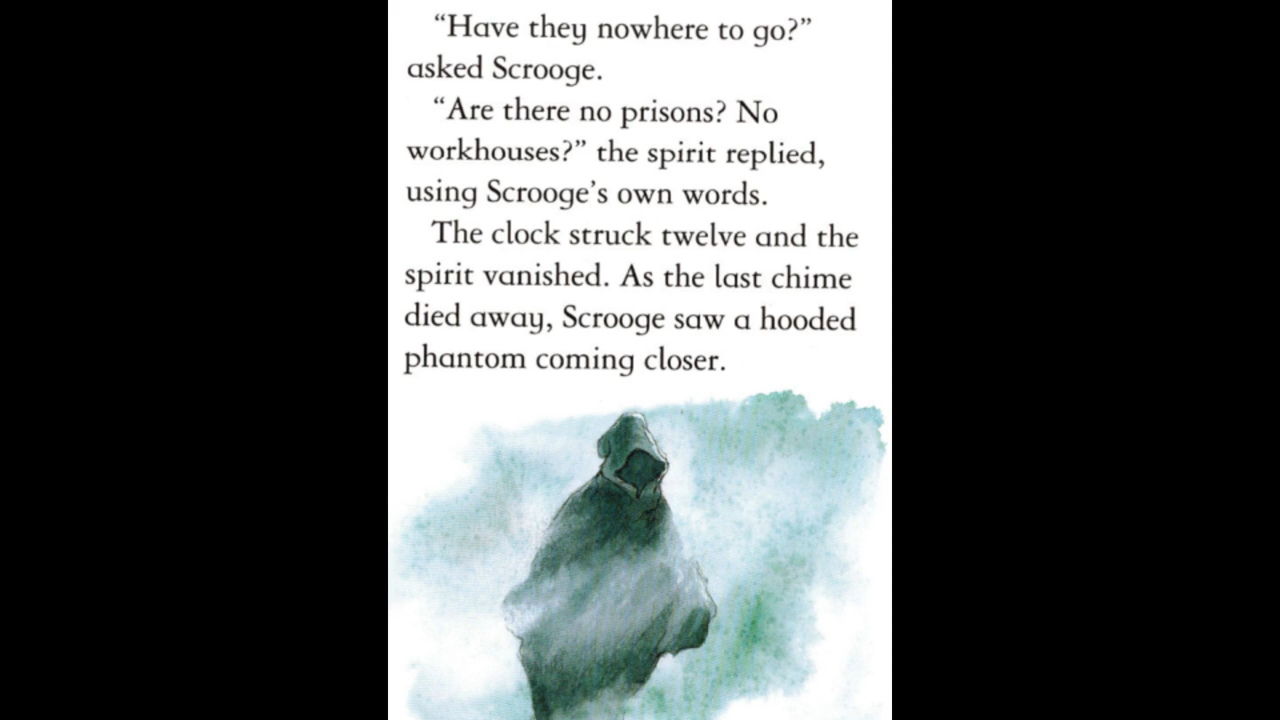 “Have they nowhere to go?”
asked Scrooge.
“Are there no prisons? No
workhouses?” the spirit replied,
using Scrooge’s own words.
The clock struck twelve and the
spirit vanished. As the last chime
died away, Scrooge saw a hooded
phantom coming closer.